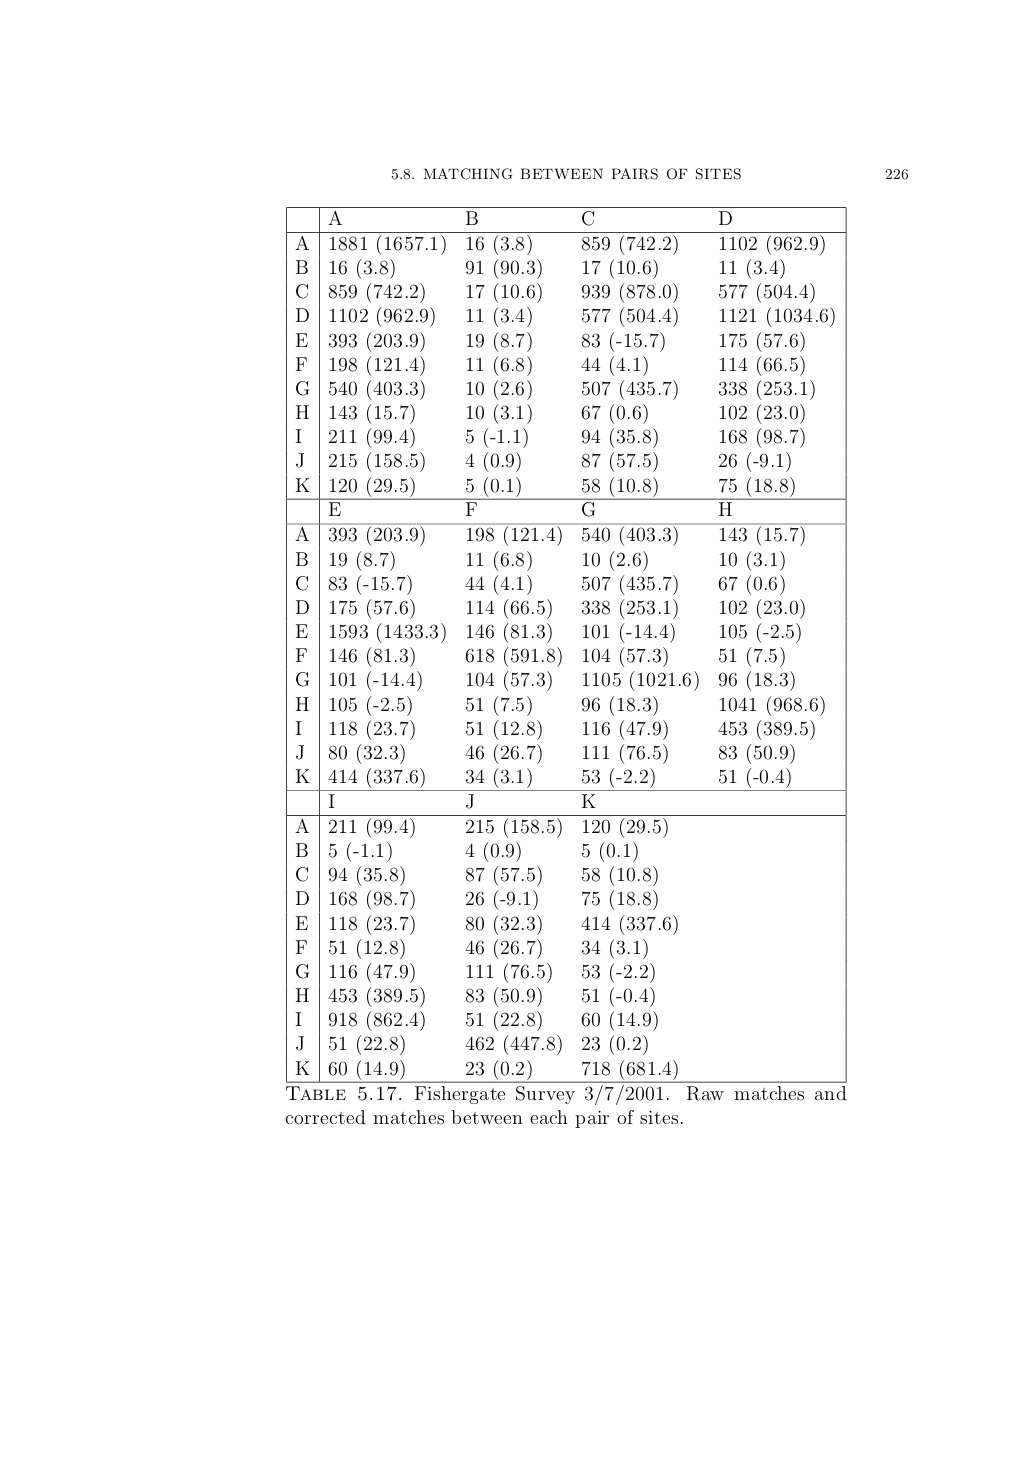 5.8. MATCHING BETWEEN PAIRS OF SITES 226
A B C D
A 1881 (1657.1) 16 (3.8) 859 (742.2) 1102 (962.9)
B 16 (3.8) 91 (90.3) 17 (10.6) 11 (3.4)
C 859 (742.2) 17 (10.6) 939 (878.0) 577 (504.4)
D 1102 (962.9) 11 (3.4) 577 (504.4) 1121 (1034.6)
E 393 (203.9) 19 (8.7) 83 (-15.7) 175 (57.6)
F 198 (121.4) 11 (6.8) 44 (4.1) 114 (66.5)
G 540 (403.3) 10 (2.6) 507 (435.7) 338 (253.1)
H 143 (15.7) 10 (3.1) 67 (0.6) 102 (23.0)
I 211 (99.4) 5 (-1.1) 94 (35.8) 168 (98.7)
J 215 (158.5) 4 (0.9) 87 (57.5) 26 (-9.1)
K 120 (29.5) 5 (0.1) 58 (10.8) 75 (18.8)
E F G H
A 393 (203.9) 198 (121.4) 540 (403.3) 143 (15.7)
B 19 (8.7) 11 (6.8) 10 (2.6) 10 (3.1)
C 83 (-15.7) 44 (4.1) 507 (435.7) 67 (0.6)
D 175 (57.6) 114 (66.5) 338 (253.1) 102 (23.0)
E 1593 (1433.3) 146 (81.3) 101 (-14.4) 105 (-2.5)
F 146 (81.3) 618 (591.8) 104 (57.3) 51 (7.5)
G 101 (-14.4) 104 (57.3) 1105 (1021.6) 96 (18.3)
H 105 (-2.5) 51 (7.5) 96 (18.3) 1041 (968.6)
I 118 (23.7) 51 (12.8) 116 (47.9) 453 (389.5)
J 80 (32.3) 46 (26.7) 111 (76.5) 83 (50.9)
K 414 (337.6) 34 (3.1) 53 (-2.2) 51 (-0.4)
I J K
A 211 (99.4) 215 (158.5) 120 (29.5)
B 5 (-1.1) 4 (0.9) 5 (0.1)
C 94 (35.8) 87 (57.5) 58 (10.8)
D 168 (98.7) 26 (-9.1) 75 (18.8)
E 118 (23.7) 80 (32.3) 414 (337.6)
F 51 (12.8) 46 (26.7) 34 (3.1)
G 116 (47.9) 111 (76.5) 53 (-2.2)
H 453 (389.5) 83 (50.9) 51 (-0.4)
I 918 (862.4) 51 (22.8) 60 (14.9)
J 51 (22.8) 462 (447.8) 23 (0.2)
K 60 (14.9) 23 (0.2) 718 (681.4)
TABLE 5.17. Fishergate Survey 3/7/2001. Raw matches and
corrected matches between each pair of sites.